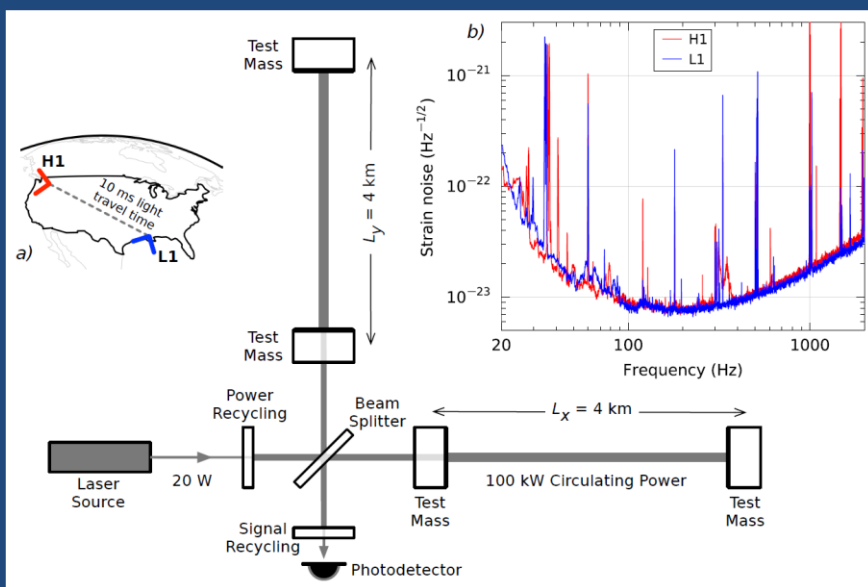 Test
Mass
H1
10 ms light
travel time
a)
L1
L_y = 4 km
Test
Mass
Power
Recycling
Beam
Splitter
Laser
Source
20 W
L_x = 4 km
Test
Mass
100 kW Circulating Power
Test
Mass
Signal
Recycling
Photodetector
b)
H1
L1
Strain noise (Hz^{-1/2})
10^{-21}
10^{-22}
10^{-23}
20
100
1000
Frequency (Hz)